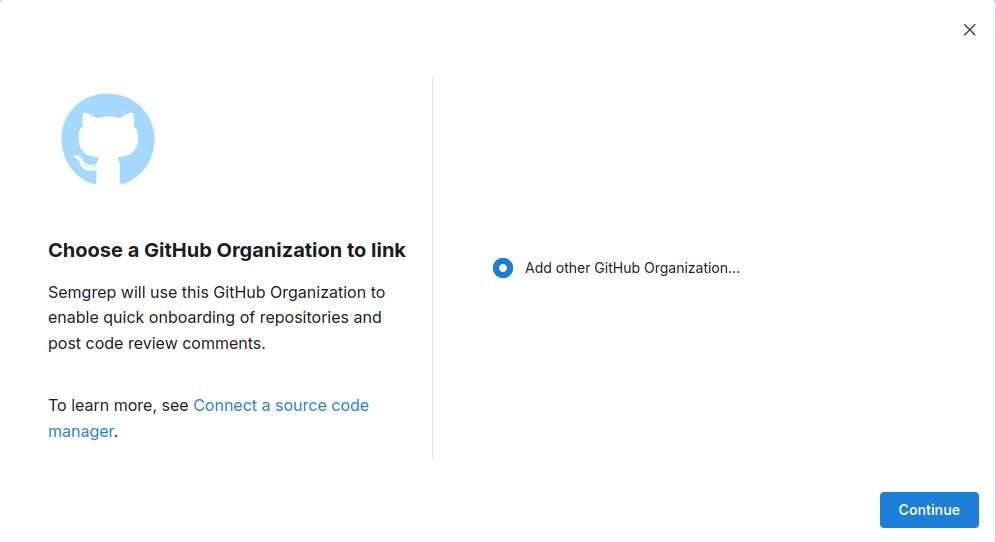 Choose a GitHub Organization to link
Semgrep will use this GitHub Organization to
enable quick onboarding of repositories and
post code review comments.
To learn more, see Connect a source code
manager.
Add other GitHub Organization...
Continue